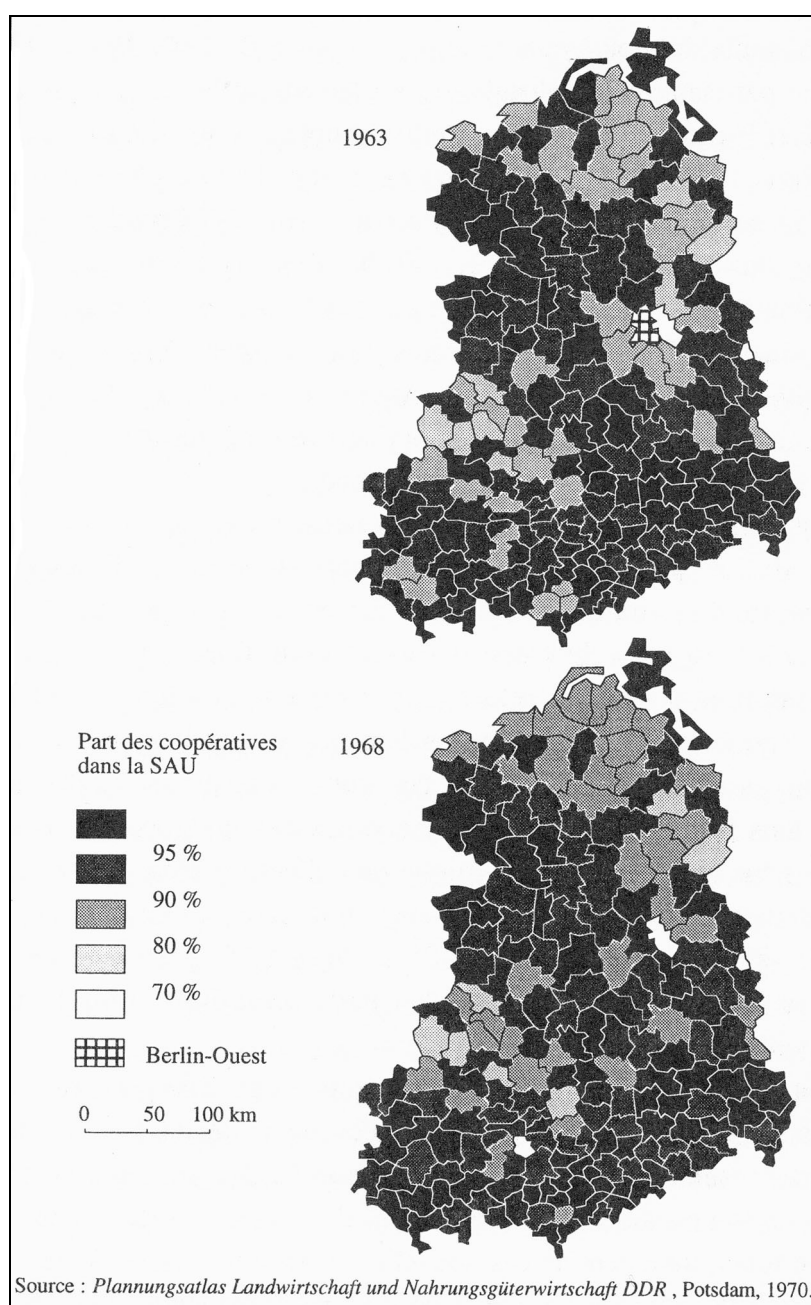 1963
Part des coopératives
dans la SAU
1968
95 %
90 %
80 %
70 %
Berlin-Ouest
0 50 100 km
Source : Plannungsatlas Landwirtschaft und Nahrungsgüterwirtschaft DDR , Potsdam, 1970.